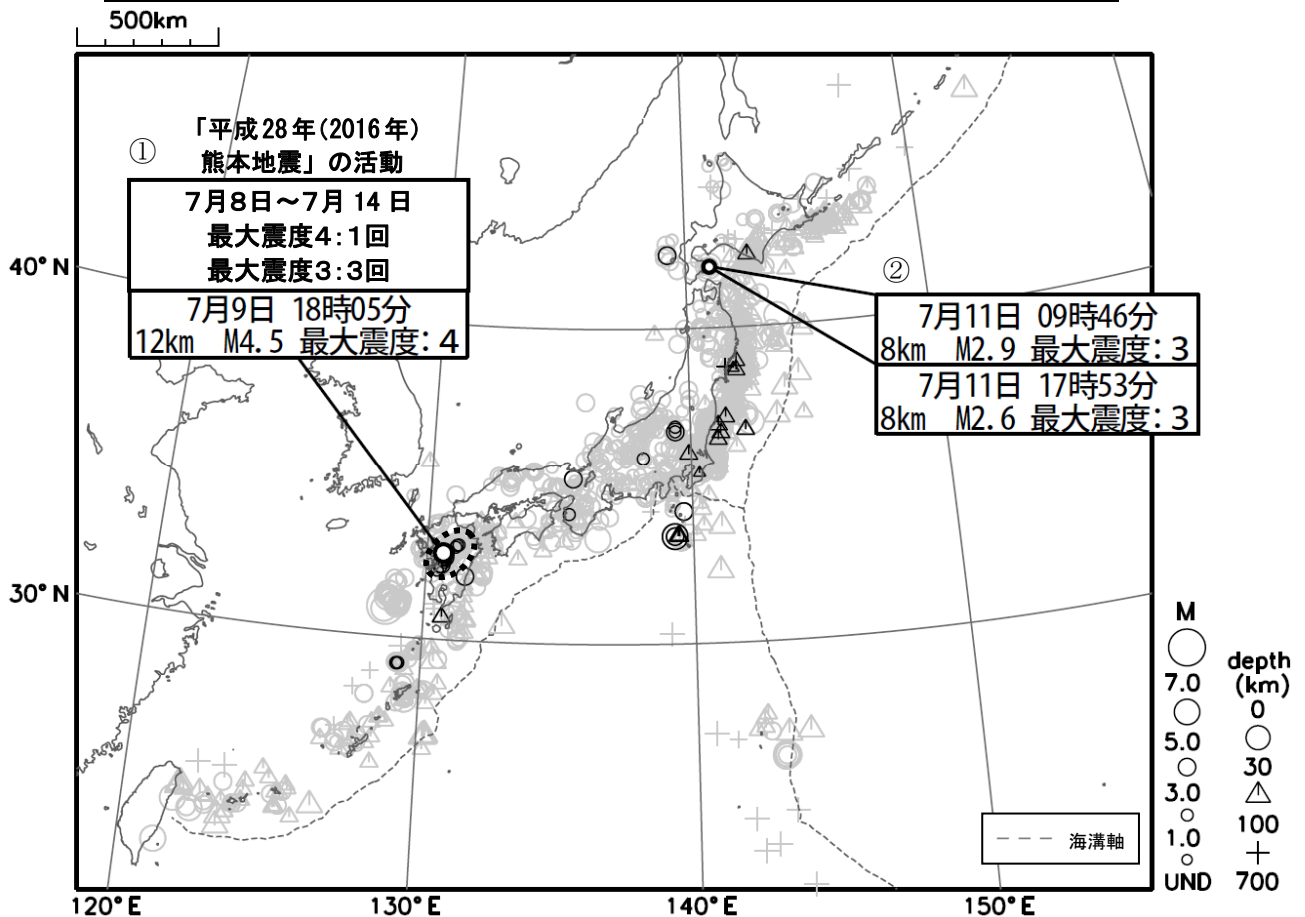 500km
①
「平成28年(2016年)
熊本地震」の活動
7月8日~7月14日
最大震度4:1回
最大震度3:3回
7月9日 18時05分
12km M4.5 最大震度:4
②
7月11日 09時46分
8km M2.9 最大震度:3
7月11日 17時53分
8km M2.6 最大震度:3
40°N
30°N
M
7.0
5.0
3.0
1.0
UND
depth
(km)
0
30
100
700
海溝軸
120°E
130°E
140°E
150°E